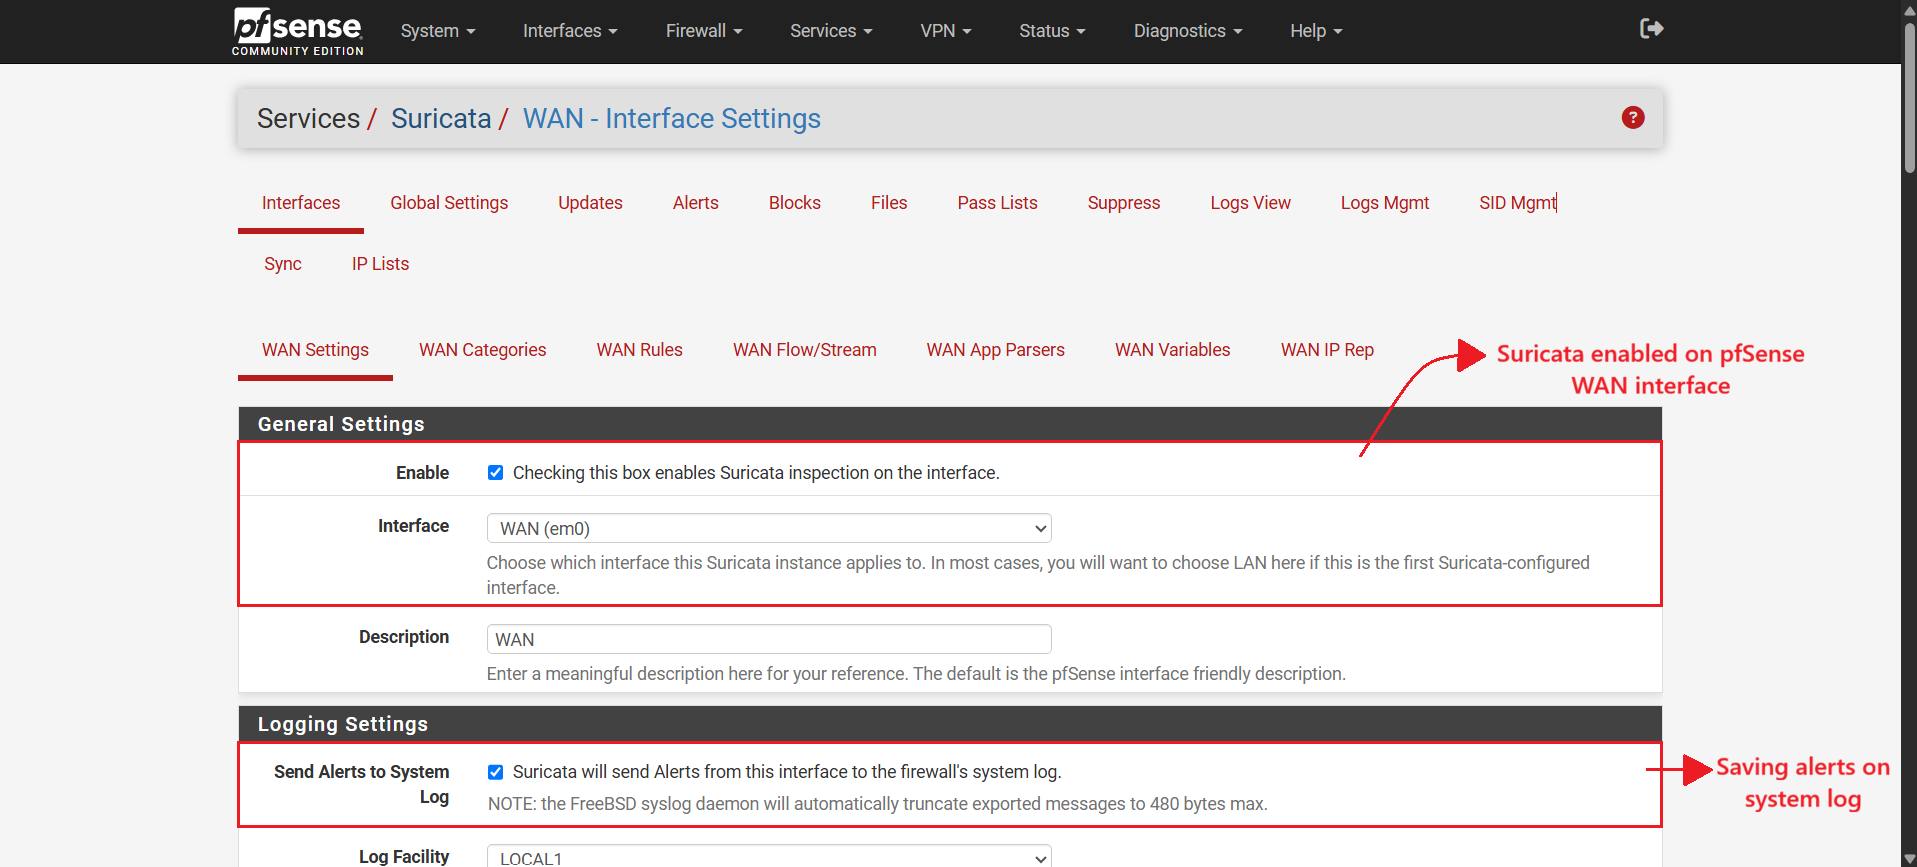 pfsense
COMMUNITY EDITION
System
Interfaces
Firewall
Services
VPN
Status
Diagnostics
Help
Services / Suricata / WAN - Interface Settings
?
Interfaces
Global Settings
Updates
Alerts
Blocks
Files
Pass Lists
Suppress
Logs View
Logs Mgmt
SID Mgmt
Sync
IP Lists
WAN Settings
WAN Categories
WAN Rules
WAN Flow/Stream
WAN App Parsers
WAN Variables
WAN IP Rep
Suricata enabled on pfSense
WAN interface
General Settings
Enable
Checking this box enables Suricata inspection on the interface.
Interface
WAN (em0)
Choose which interface this Suricata instance applies to. In most cases, you will want to choose LAN here if this is the first Suricata-configured
interface.
Description
WAN
Enter a meaningful description here for your reference. The default is the pfSense interface friendly description.
Logging Settings
Send Alerts to System
Log
Suricata will send Alerts from this interface to the firewall's system log.
NOTE: the FreeBSD syslog daemon will automatically truncate exported messages to 480 bytes max.
Saving alerts on
system log
Log Facility
LOCAL1